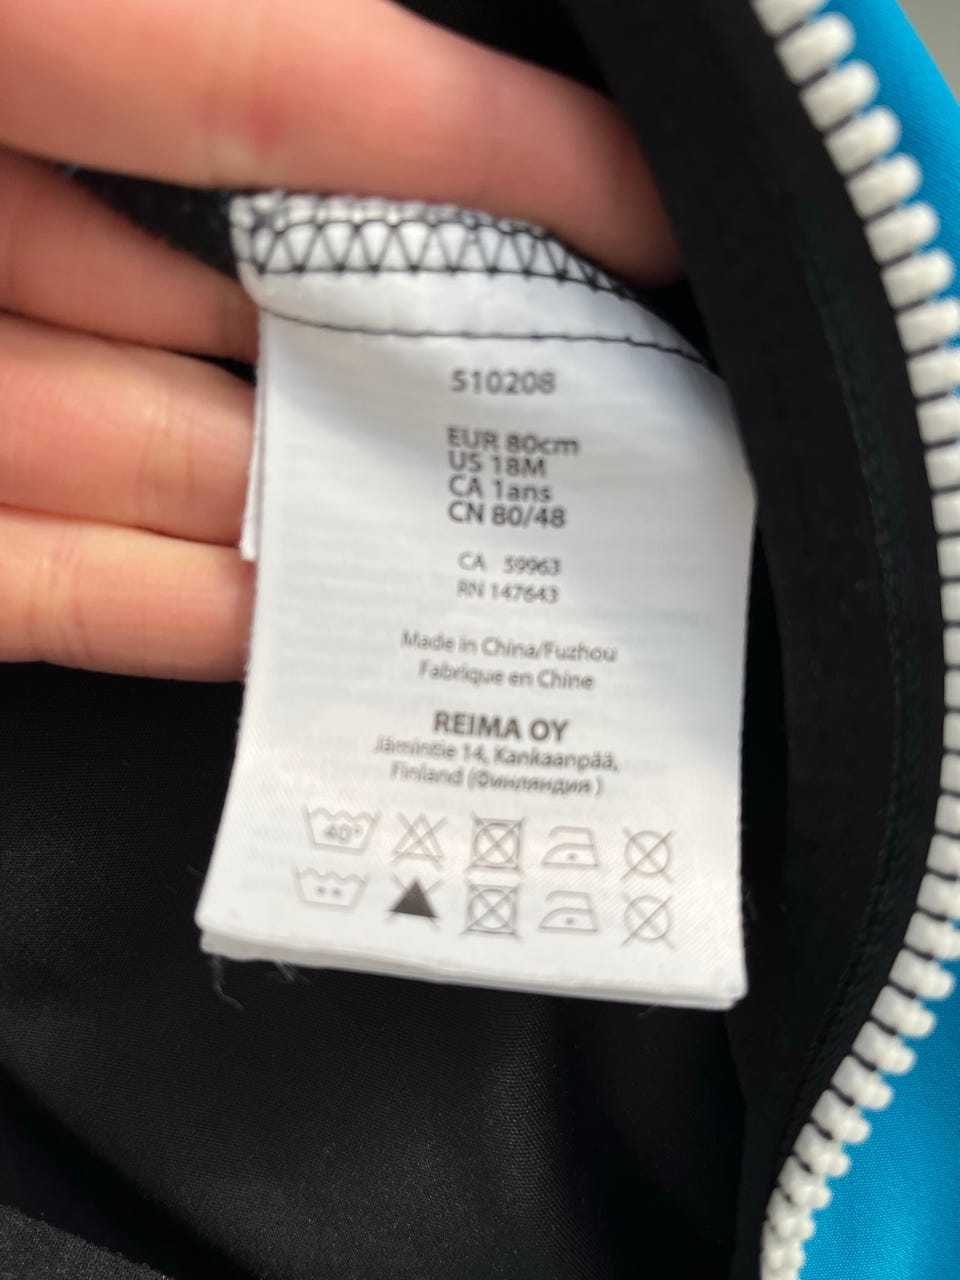 510208
EUR 80cm
US 18M
CA 1ans
CN 80/48
CA 59963
RN 147643
Made in China/Fuzhou
Fabrique en Chine
REIMA OY
Jämintie 14, Kankaanpää,
Finland (Финляндия)
40°